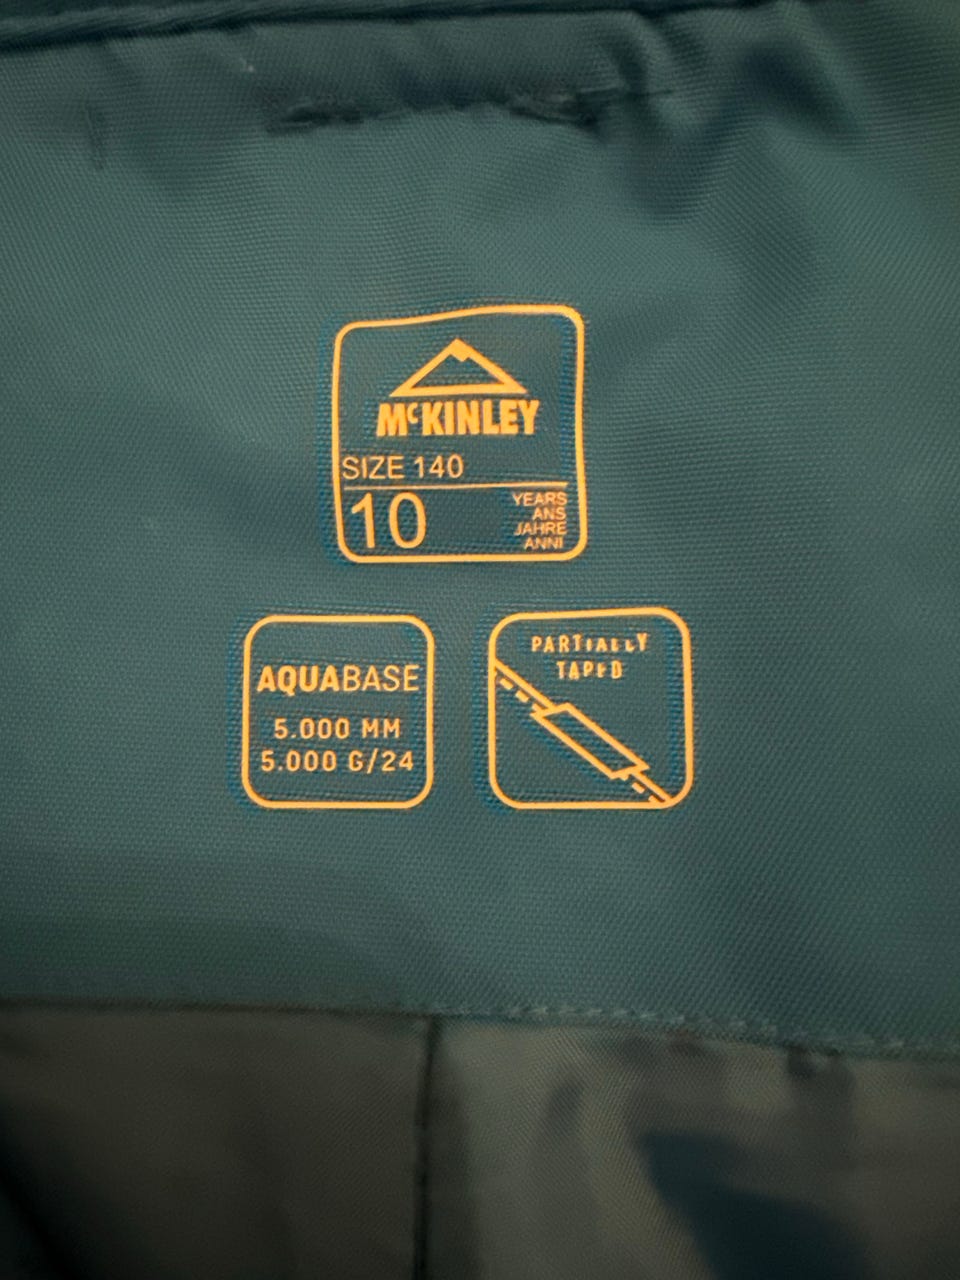 McKINLEY
SIZE 140
10
YEARS
ANS
JAHRE
ANNI
AQUABASE
5.000 MM
5.000 G/24
PARTIALLY
TAPED